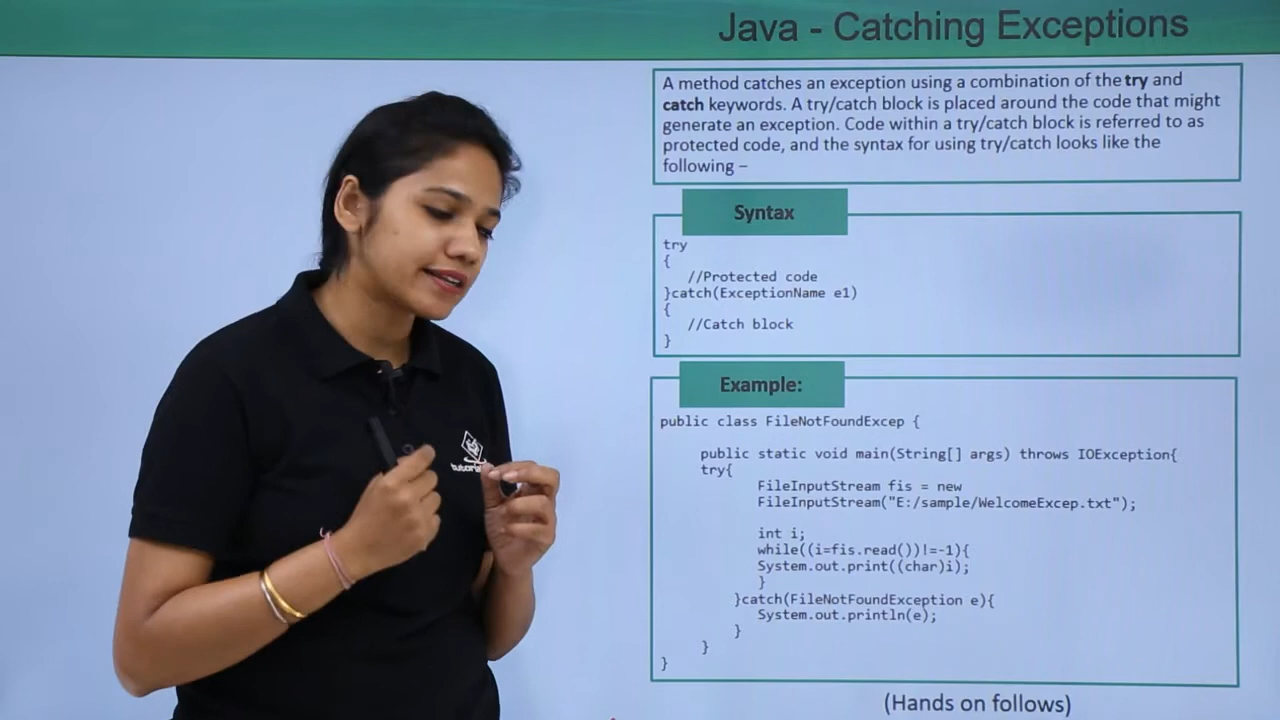 Java - Catching Exceptions
A method catches an exception using a combination of the try and
catch keywords. A try/catch block is placed around the code that might
generate an exception. Code within a try/catch block is referred to as
protected code, and the syntax for using try/catch looks like the
following –
Syntax
try
{
//Protected code
}catch(ExceptionName e1)
{
//Catch block
}
Example:
public class FileNotFoundExcep {
public static void main(String[] args) throws IOException{
try{
FileInputStream fis = new
FileInputStream("E:/sample/WelcomeExcep.txt");
int i;
while((i=fis.read())!=-1){
System.out.print((char)i);
}
}catch(FileNotFoundException e){
System.out.println(e);
}
}
}
(Hands on follows)